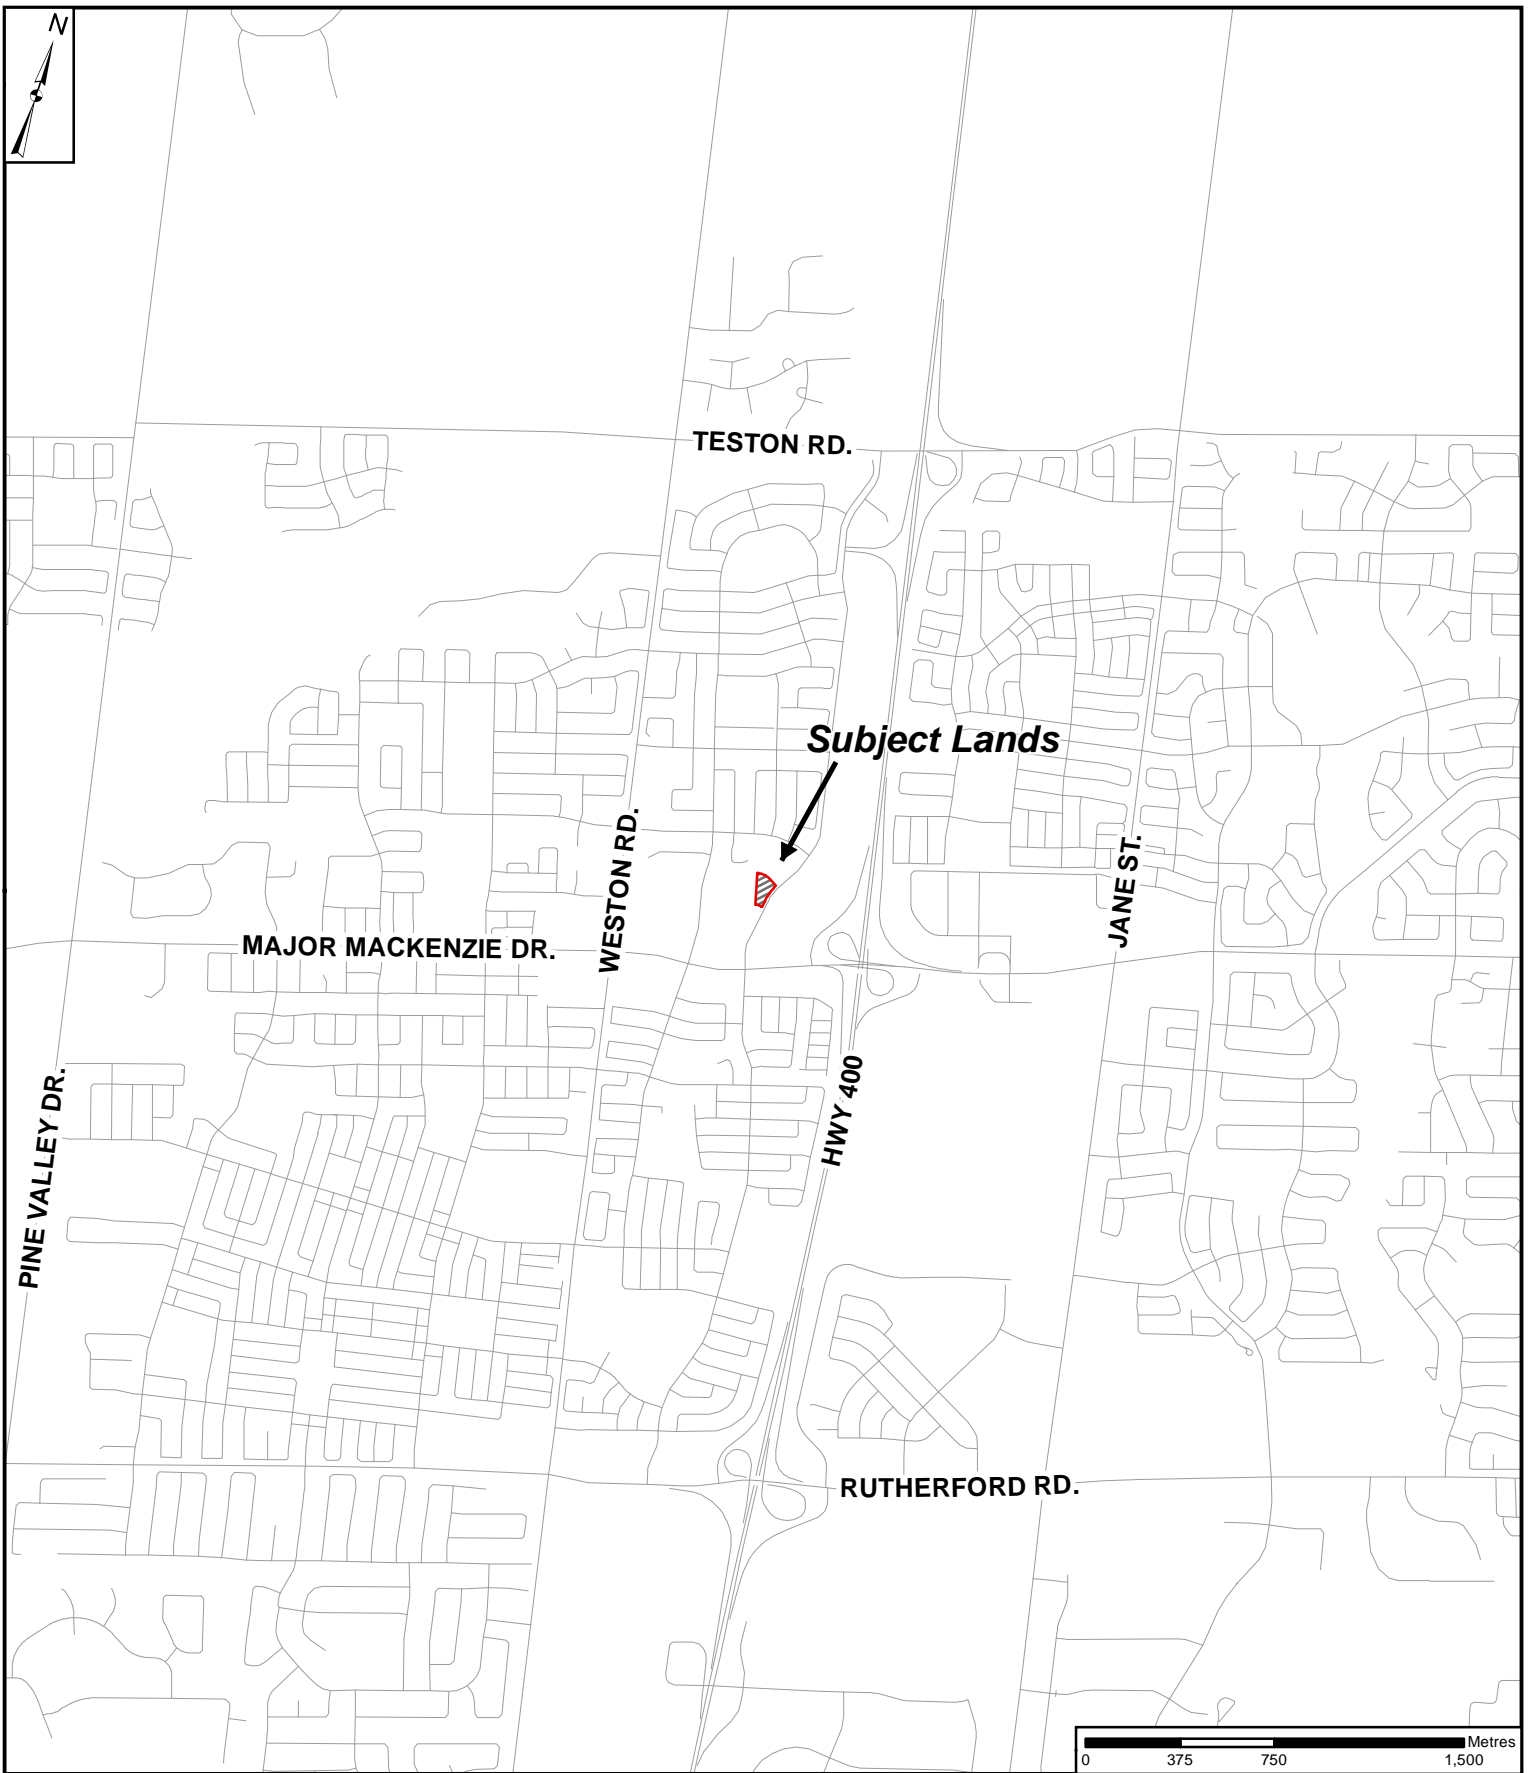 N
TESTON RD.
Subject Lands
WESTON RD.
JANE ST.
MAJOR MACKENZIE DR.
HWY 400
PINE VALLEY DR.
RUTHERFORD RD.
Metres
0 375 750 1,500